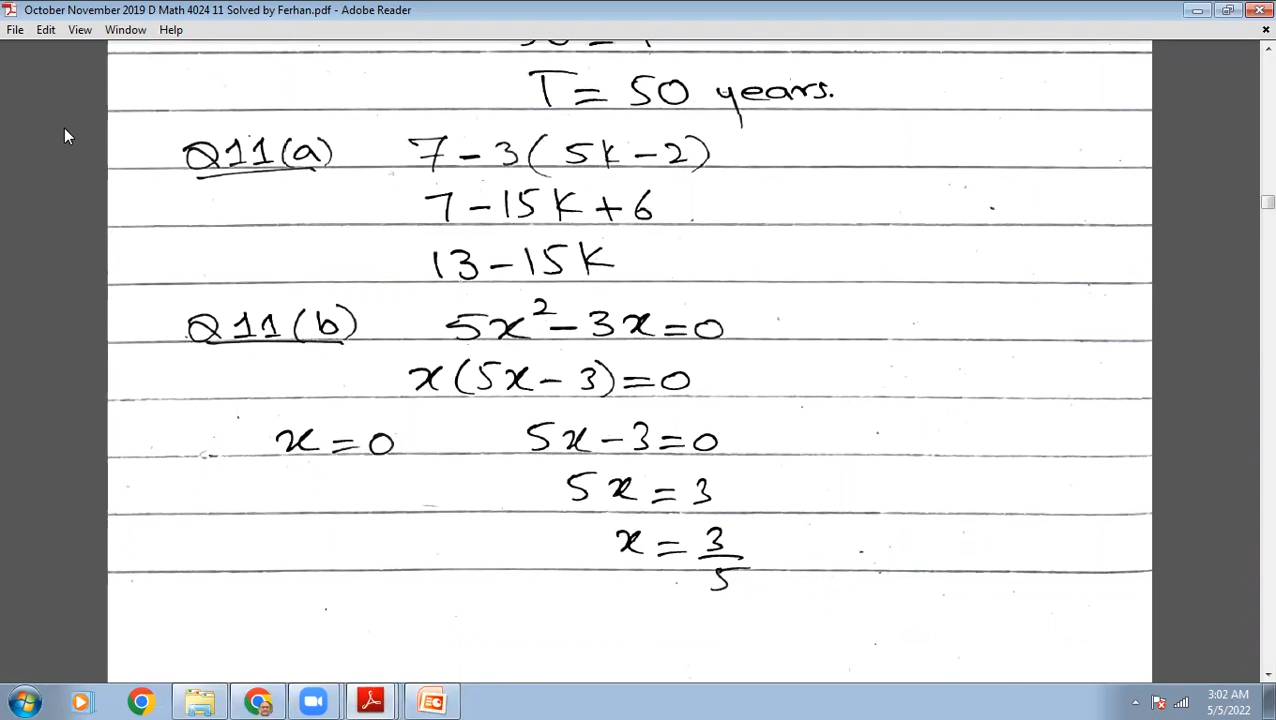 October November 2019 D Math 4024 11 Solved by Ferhan.pdf - Adobe Reader
File Edit View Window Help
T = 50 years.
Q11(a) 7 - 3(5k - 2)
7 - 15k + 6
13 - 15k
Q11(b) 5x² - 3x = 0
x(5x - 3) = 0
x = 0 5x - 3 = 0
5x = 3
x = 3/5
3:02 AM
5/5/2022